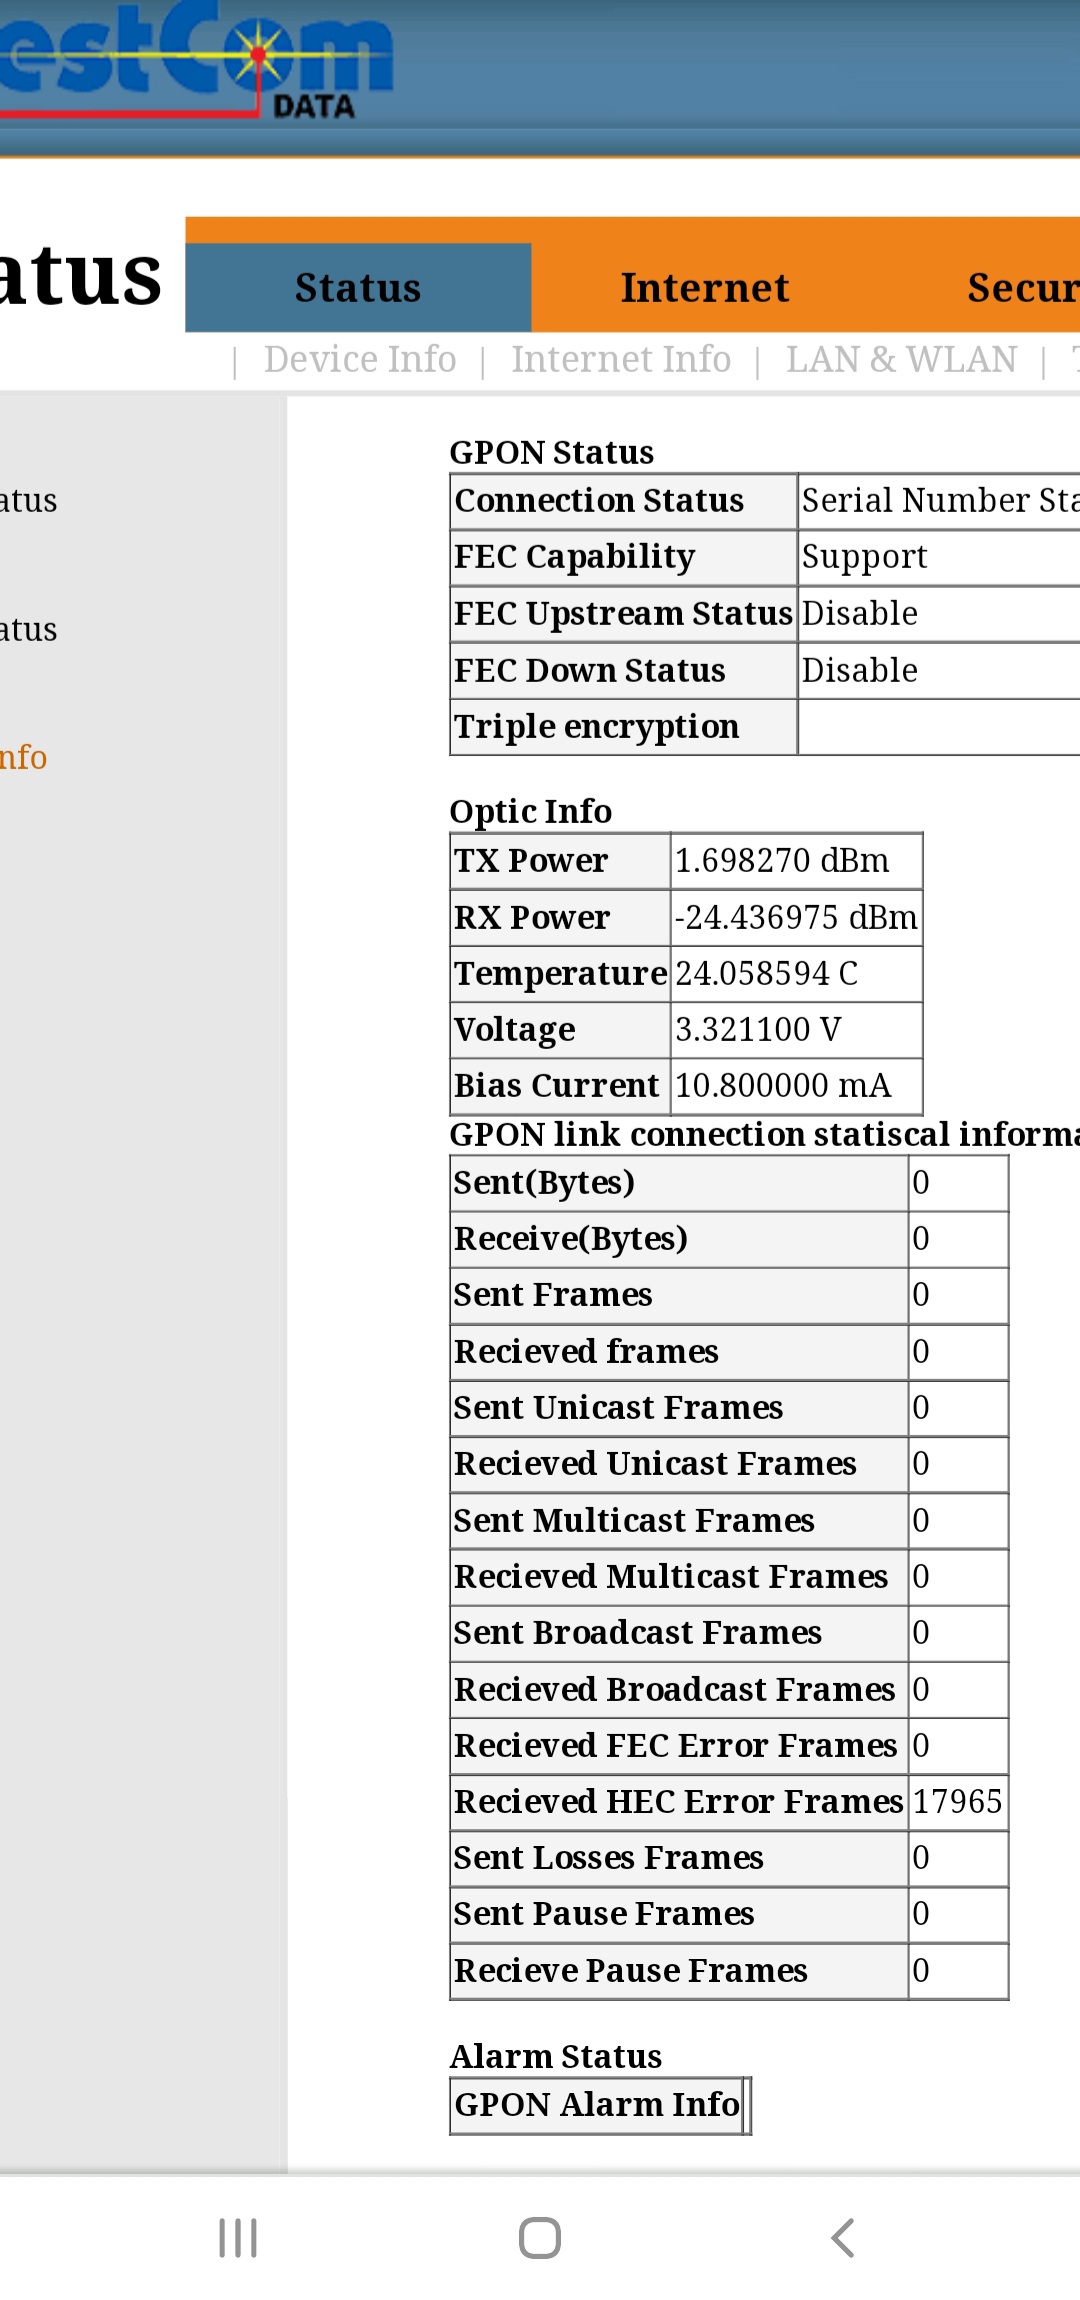 estCom
DATA
atus
Status Internet Secur
| Device Info | Internet Info | LAN & WLAN |
atus
atus
nfo
GPON Status
Connection Status Serial Number Sta
FEC Capability Support
FEC Upstream Status Disable
FEC Down Status Disable
Triple encryption
Optic Info
TX Power 1.698270 dBm
RX Power -24.436975 dBm
Temperature 24.058594 C
Voltage 3.321100 V
Bias Current 10.800000 mA
GPON link connection statiscal informa
Sent(Bytes) 0
Receive(Bytes) 0
Sent Frames 0
Recieved frames 0
Sent Unicast Frames 0
Recieved Unicast Frames 0
Sent Multicast Frames 0
Recieved Multicast Frames 0
Sent Broadcast Frames 0
Recieved Broadcast Frames 0
Recieved FEC Error Frames 0
Recieved HEC Error Frames 17965
Sent Losses Frames 0
Sent Pause Frames 0
Recieve Pause Frames 0
Alarm Status
GPON Alarm Info